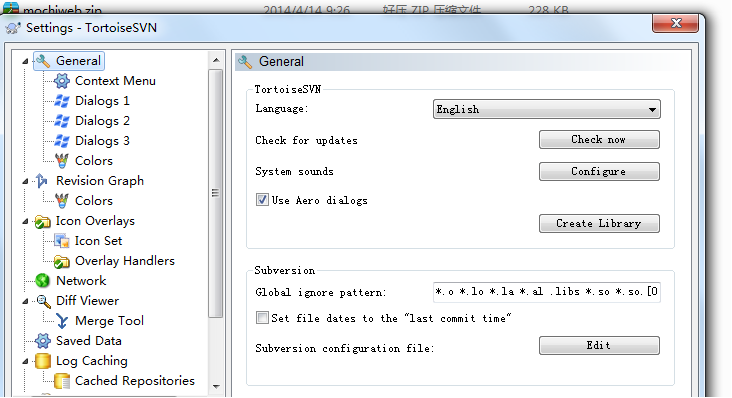 mochiweb.zip 2014/4/14 9:26 好压 ZIP 压缩文件 228 KB
Settings - TortoiseSVN
General
Context Menu
Dialogs 1
Dialogs 2
Dialogs 3
Colors
Revision Graph
Colors
Icon Overlays
Icon Set
Overlay Handlers
Network
Diff Viewer
Merge Tool
Saved Data
Log Caching
Cached Repositories
General
TortoiseSVN
Language: English
Check for updates Check now
System sounds Configure
Use Aero dialogs
Create Library
Subversion
Global ignore pattern: *.o *.lo *.la *.al .libs *.so *.so.[0
Set file dates to the "last commit time"
Subversion configuration file: Edit